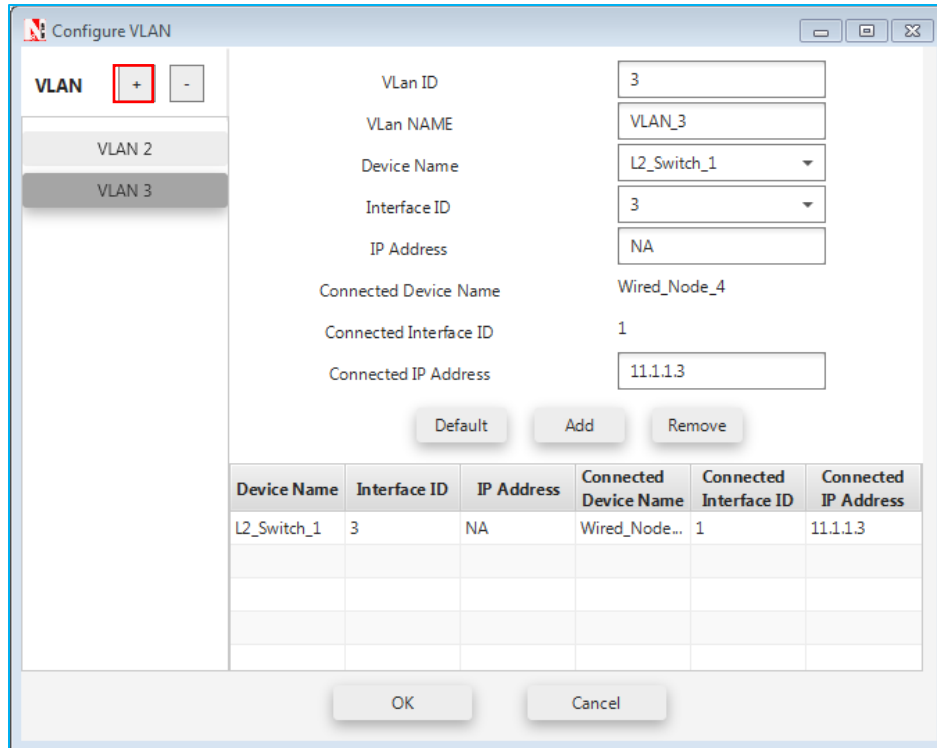 Configure VLAN
VLAN + -
VLAN 2
VLAN 3
VLan ID 3
VLan NAME VLAN_3
Device Name L2_Switch_1
Interface ID 3
IP Address NA
Connected Device Name Wired_Node_4
Connected Interface ID 1
Connected IP Address 11.1.1.3
Default Add Remove
Device Name Interface ID IP Address Connected Device Name Connected Interface ID Connected IP Address
L2_Switch_1 3 NA Wired_Node... 1 11.1.1.3
OK Cancel